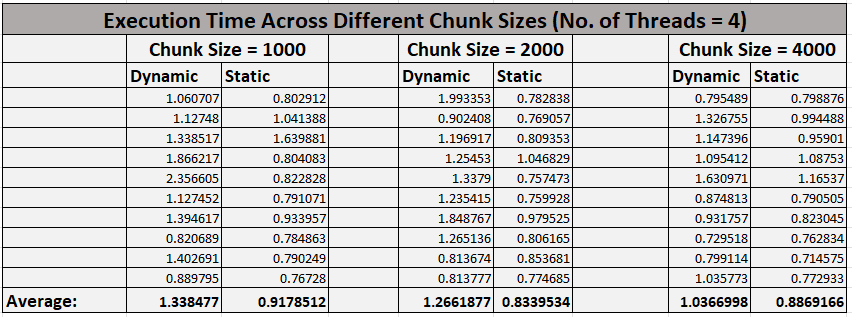 Execution Time Across Different Chunk Sizes (No. of Threads = 4)
Chunk Size = 1000 Chunk Size = 2000 Chunk Size = 4000
Dynamic Static Dynamic Static Dynamic Static
1.060707 0.802912 1.993353 0.782838 0.795489 0.798876
1.12748 1.041388 0.902408 0.769057 1.326755 0.994488
1.338517 1.639881 1.196917 0.809353 1.147396 0.95901
1.866217 0.804083 1.25453 1.046829 1.095412 1.08753
2.356605 0.822828 1.3379 0.757473 1.630971 1.16537
1.127452 0.791071 1.235415 0.759928 0.874813 0.790505
1.394617 0.933957 1.848767 0.979525 0.931757 0.823045
0.820689 0.784863 1.265136 0.806165 0.729518 0.762834
1.402691 0.790249 0.813674 0.853681 0.799114 0.714575
0.889795 0.76728 0.813777 0.774685 1.035773 0.772933
Average: 1.338477 0.9178512 1.2661877 0.8339534 1.0366998 0.8869166